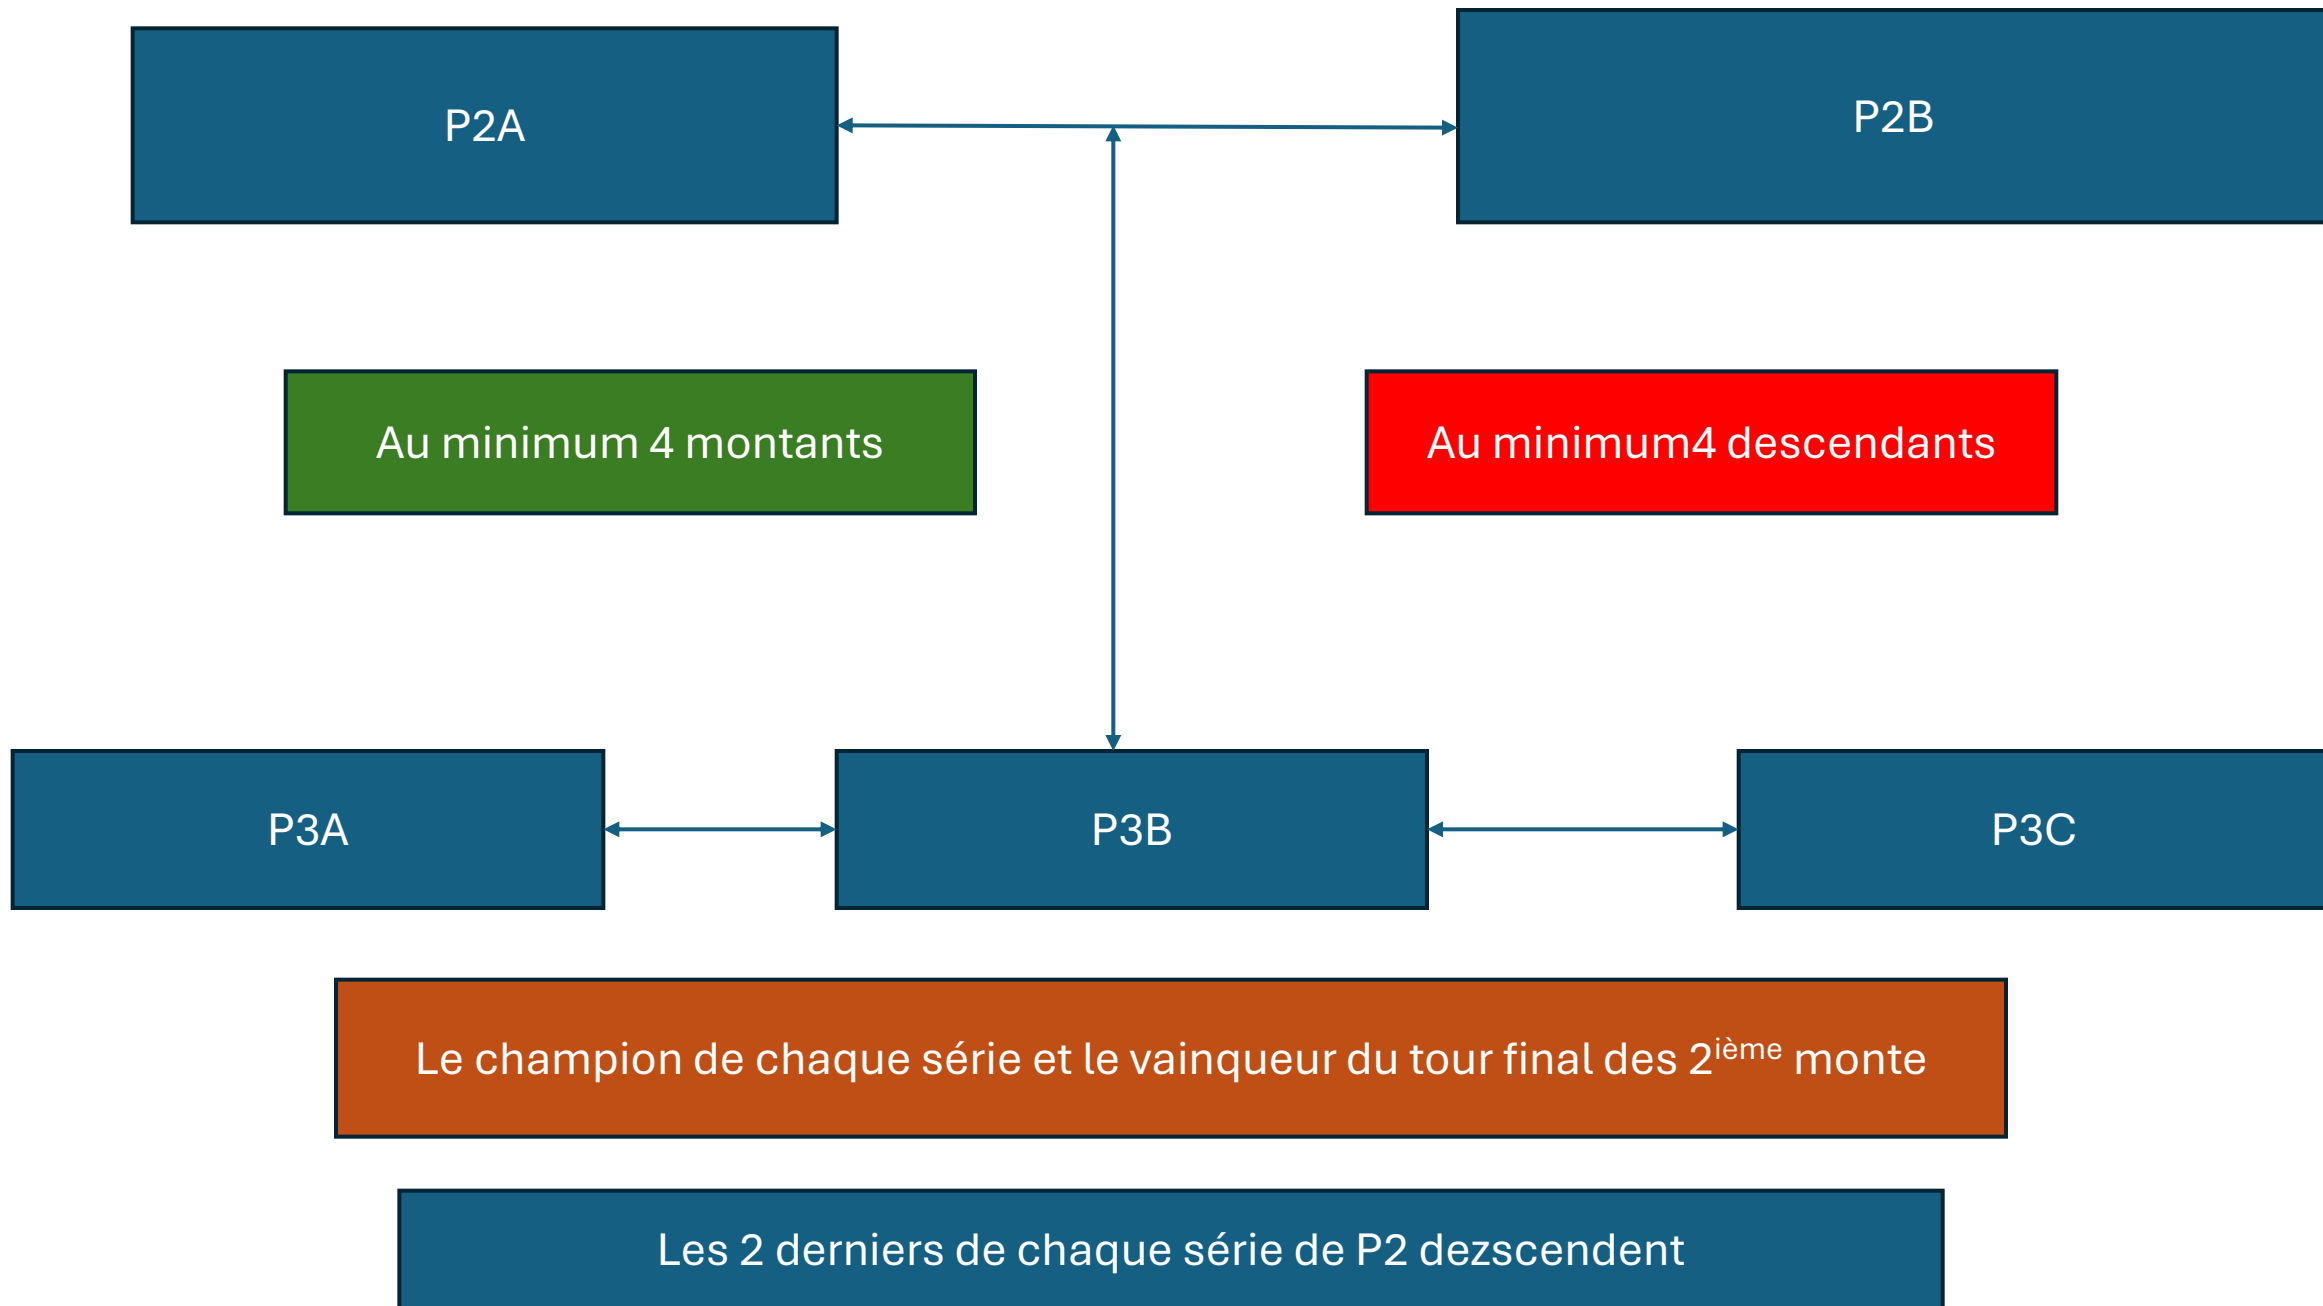 P2A
P2B
Au minimum 4 montants
Au minimum4 descendants
P3A
P3B
P3C
Le champion de chaque série et le vainqueur du tour final des 2ième monte
Les 2 derniers de chaque série de P2 dezscendent